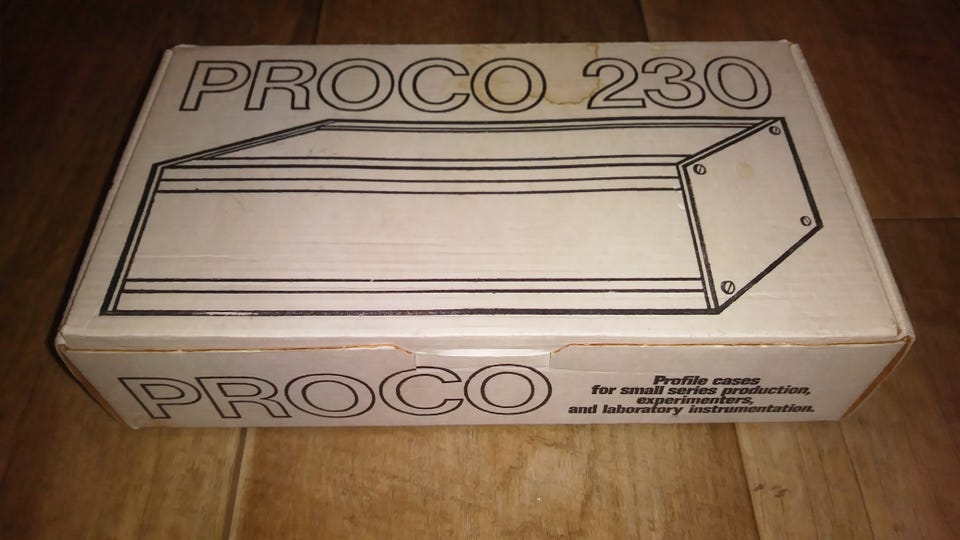 PROCO 230
PROCO
Profile cases
for small series production,
experimenters,
and laboratory instrumentation.